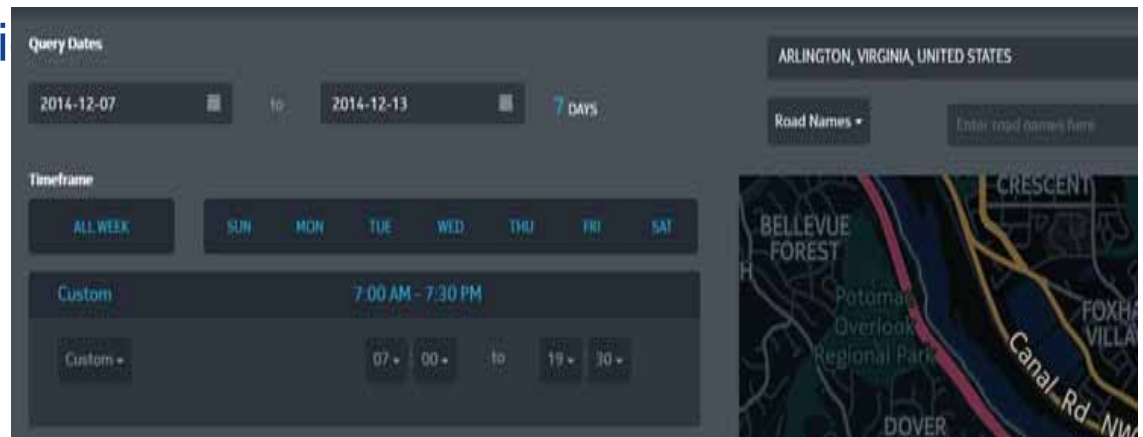 i
Query Dates
2014-12-07 to 2014-12-13 7 DAYS
Timeframe
ALL WEEK SUN MON TUE WED THU FRI SAT
Custom 7:00 AM - 7:30 PM
Custom 07 00 to 19 30
ARLINGTON, VIRGINIA, UNITED STATES
Road Names Enter road names here
CRESCENT
BELLEVUE
FOREST
H
Potomac
Overlook
Regional Park
FOXHA
VILLA
Canal Rd NW
DOVER